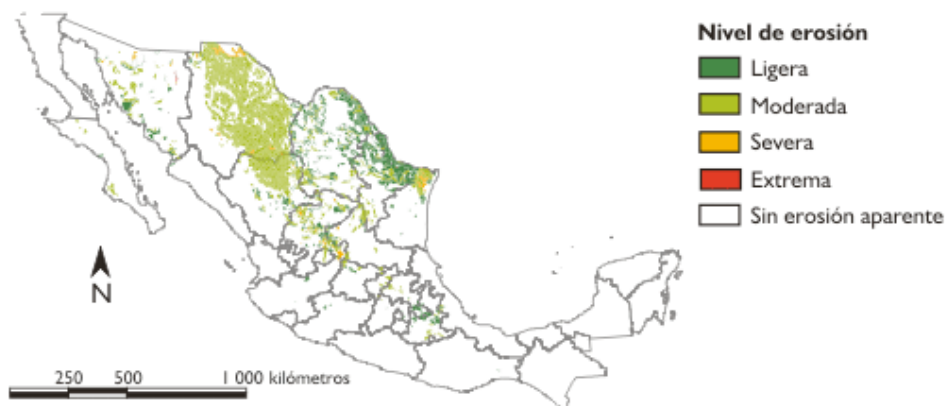 Nivel de erosión
Ligera
Moderada
Severa
Extrema
Sin erosión aparente
N
250 500 1 000 kilómetros